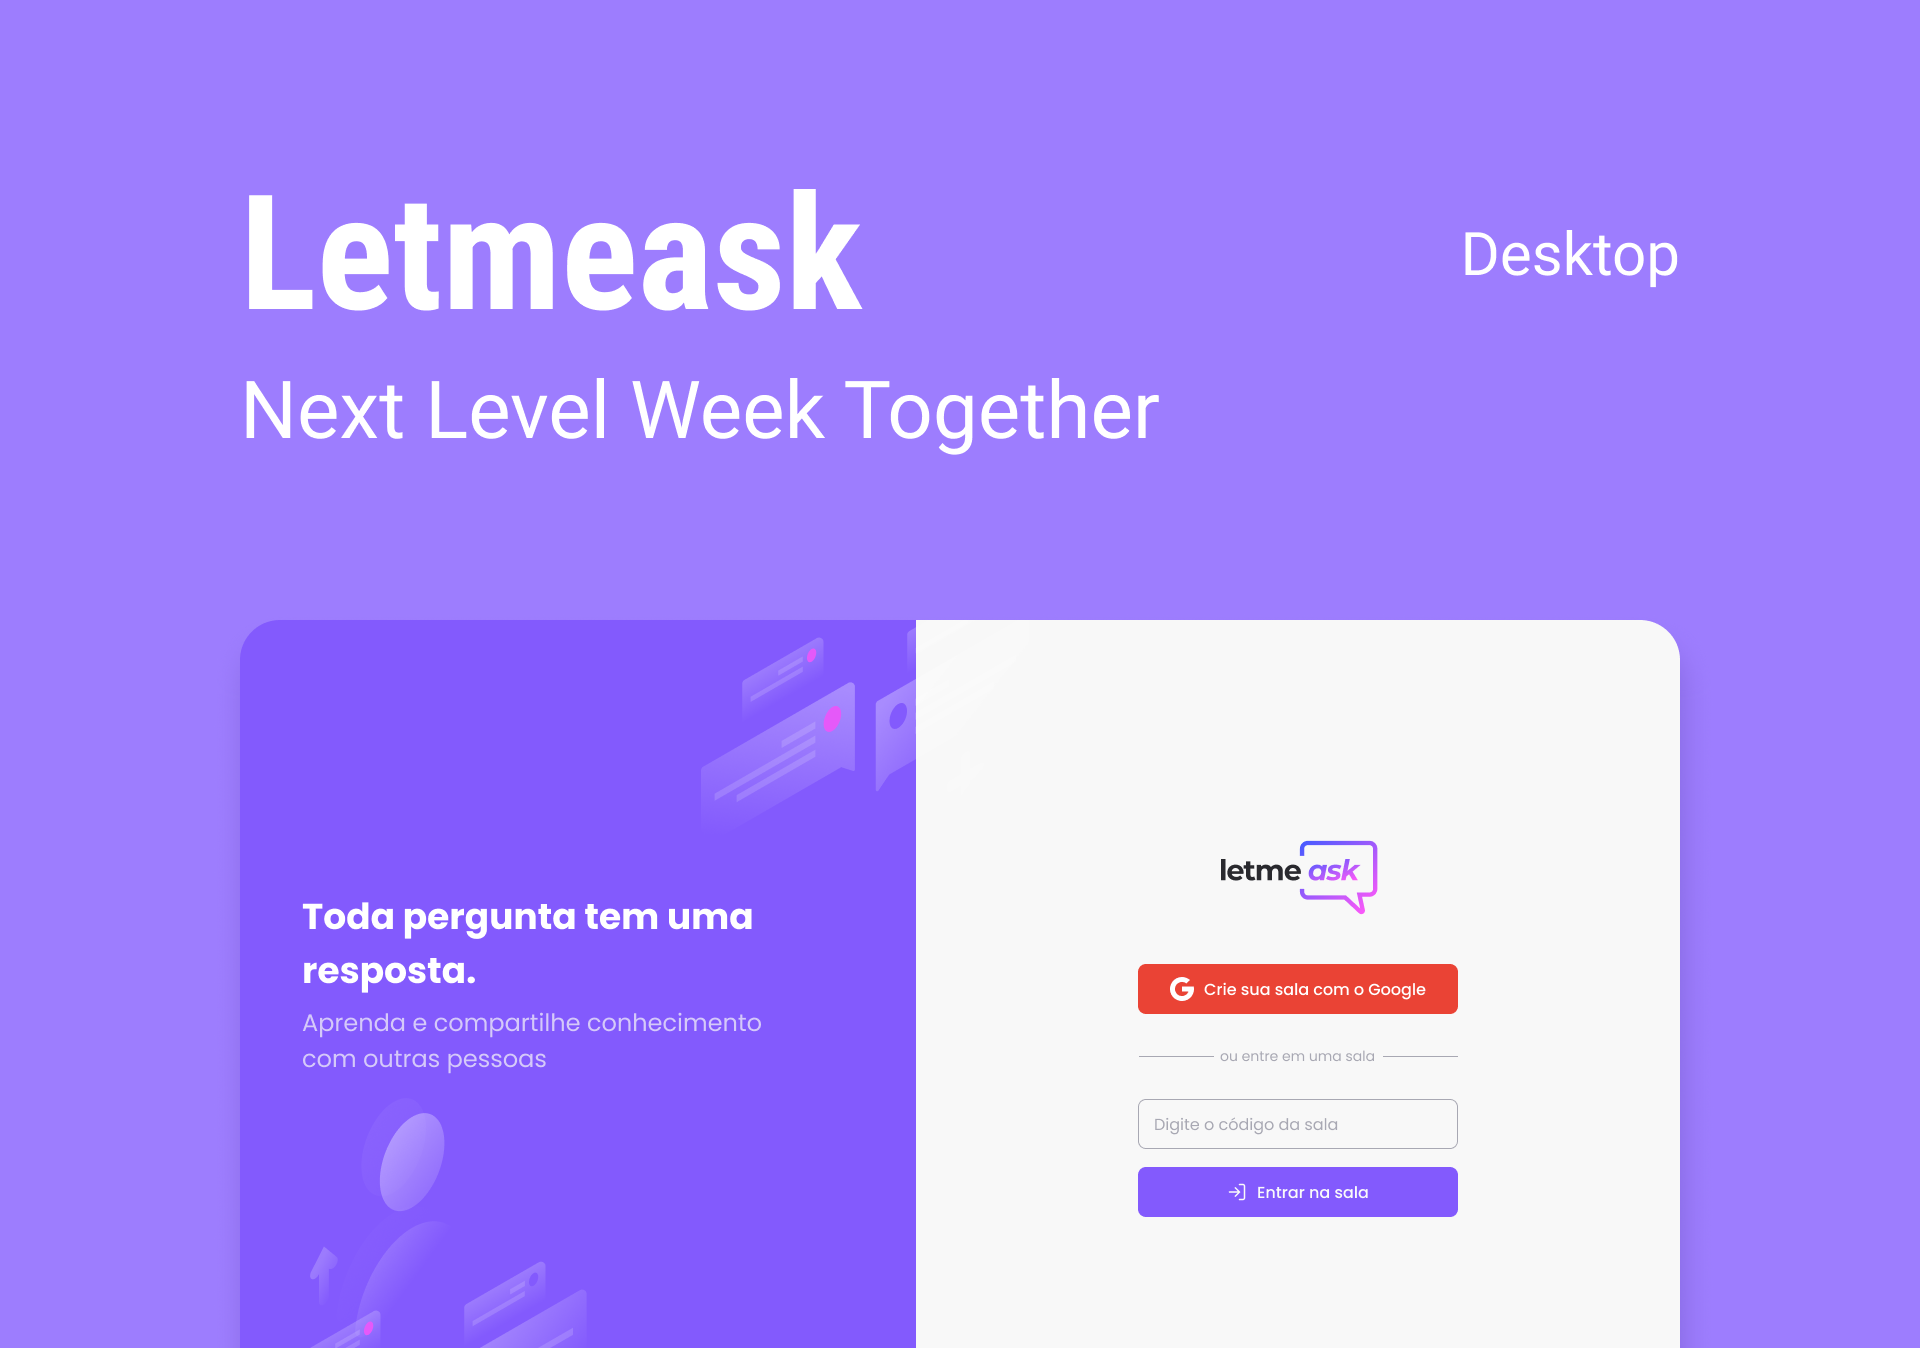 Letmeask
Desktop
Next Level Week Together
Toda pergunta tem uma
resposta.
Aprenda e compartilhe conhecimento
com outras pessoas
letme ask
Crie sua sala com o Google
ou entre em uma sala
Digite o código da sala
Entrar na sala